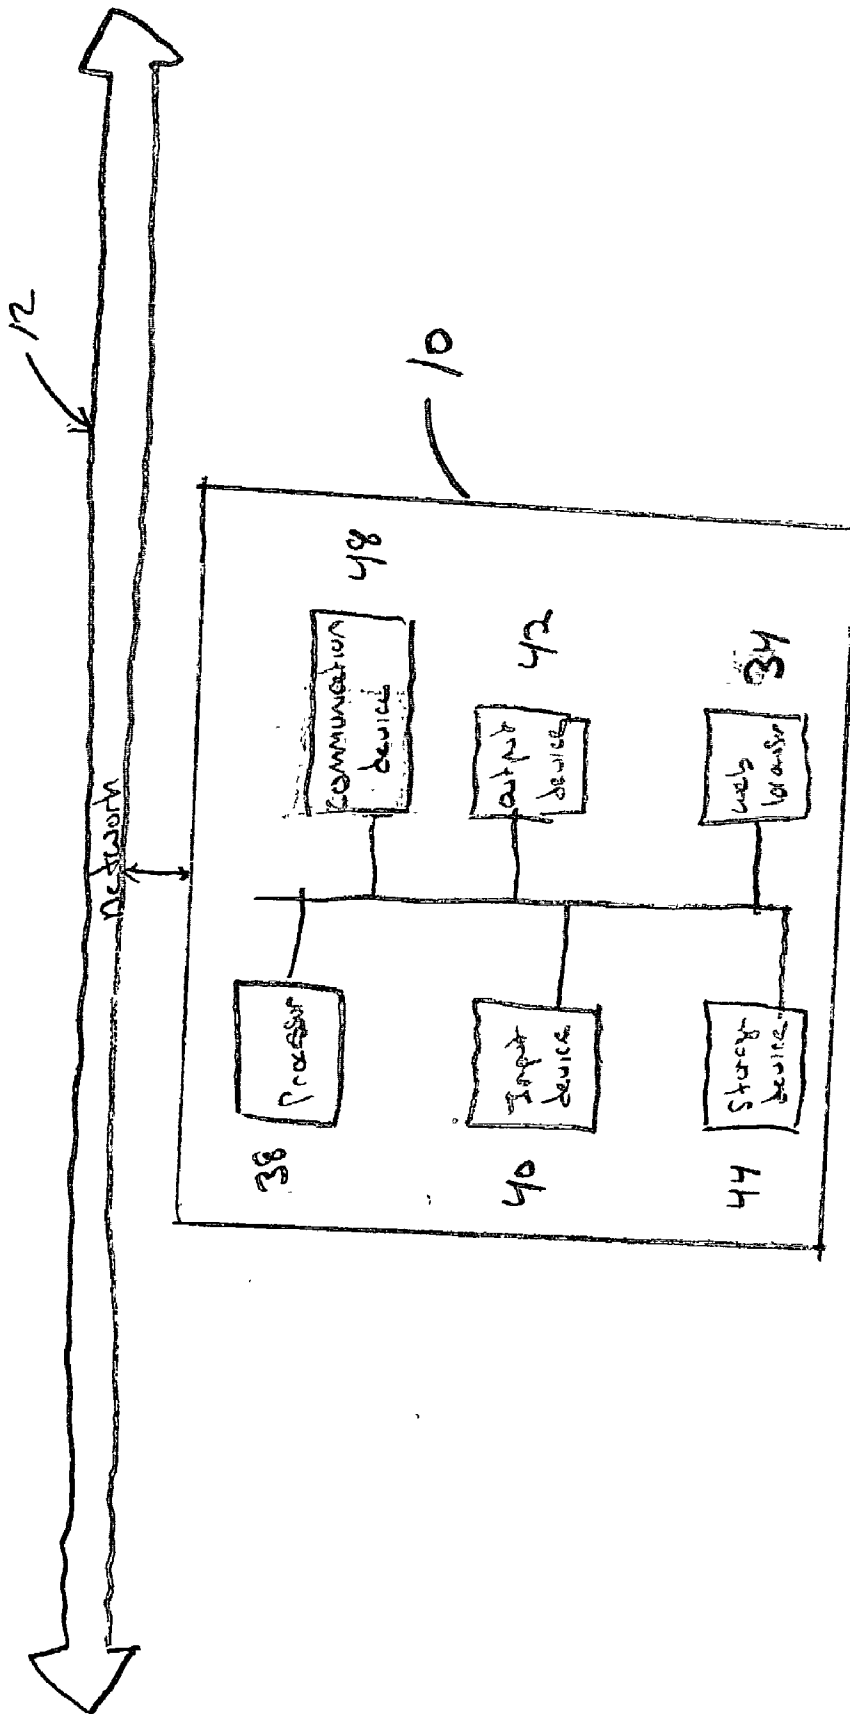 12
Network
10
38
Processor
COMMUNICATION
device
48
40
Input
device
output
device
42
44
Storage
device
web
browser
34